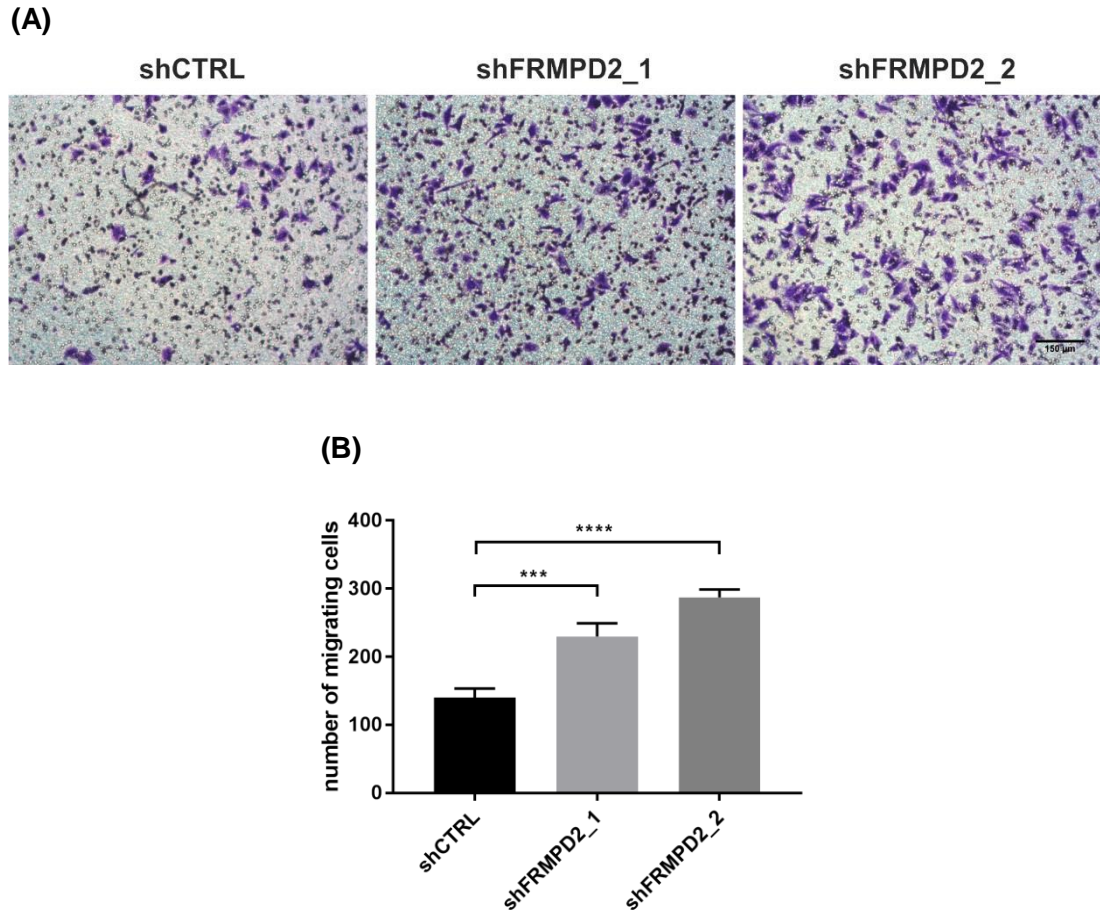 (A)
shCTRL shFRMPD2_1 shFRMPD2_2
150 µm
(B)
number of migrating cells
400
300
200
100
0
****
***
shCTRL
shFRMPD2_1
shFRMPD2_2